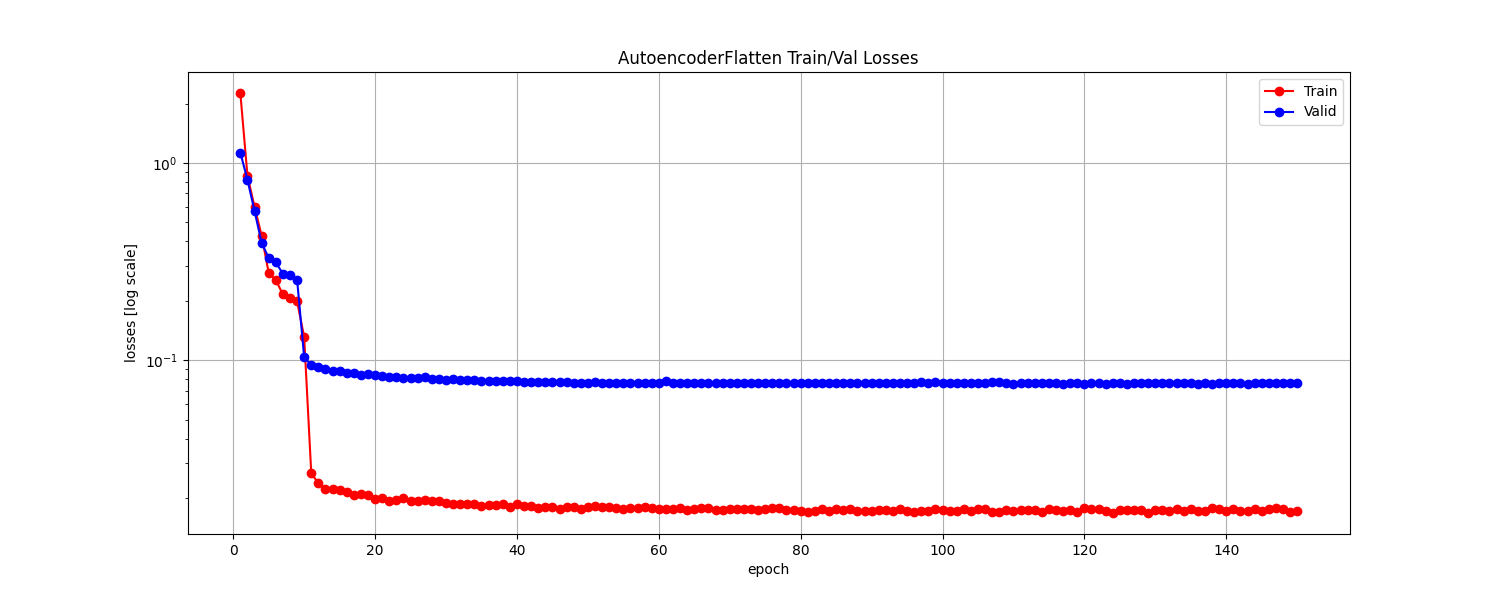 AutoencoderFlatten Train/Val Losses
Train
Valid
10⁰
10⁻¹
losses [log scale]
0 20 40 60 80 100 120 140
epoch